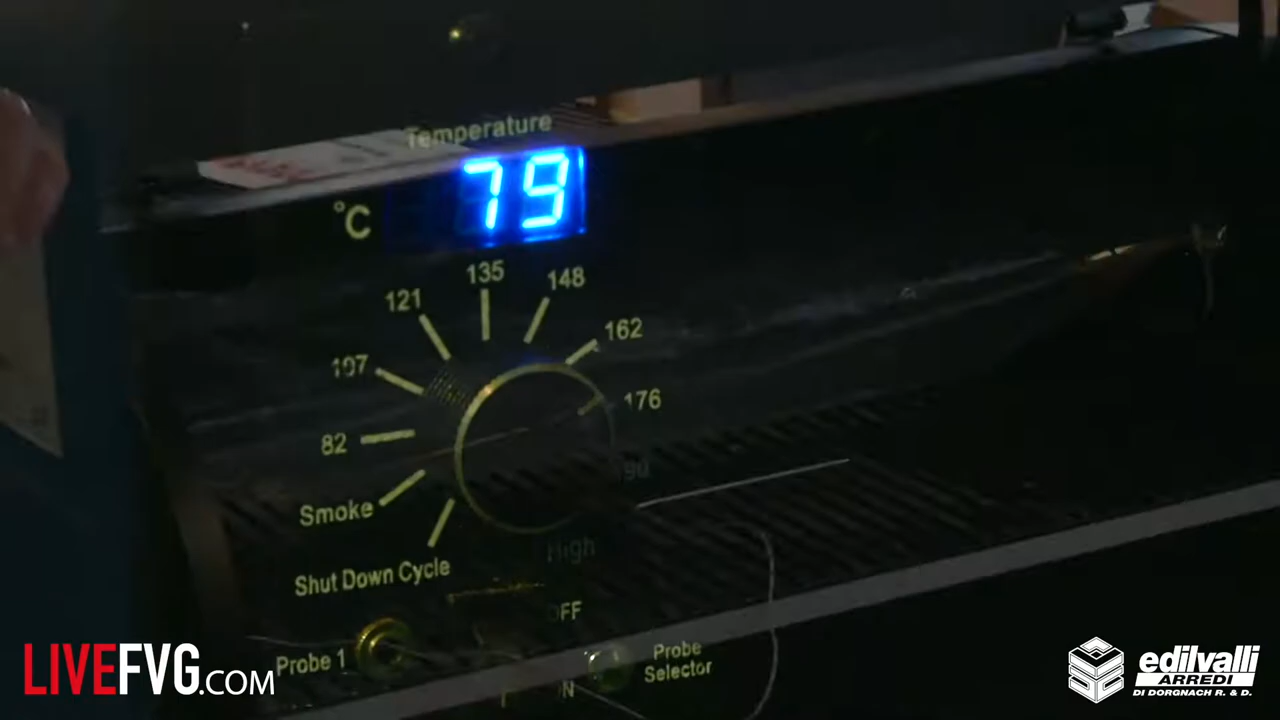 Temperature
79
°C
135
148
121
162
107
176
82
Smoke
High
Shut Down Cycle
Probe 1
Probe
Selector
LIVEFVG.COM
edilvalli
ARREDI
DI DORGNACH R. & D.